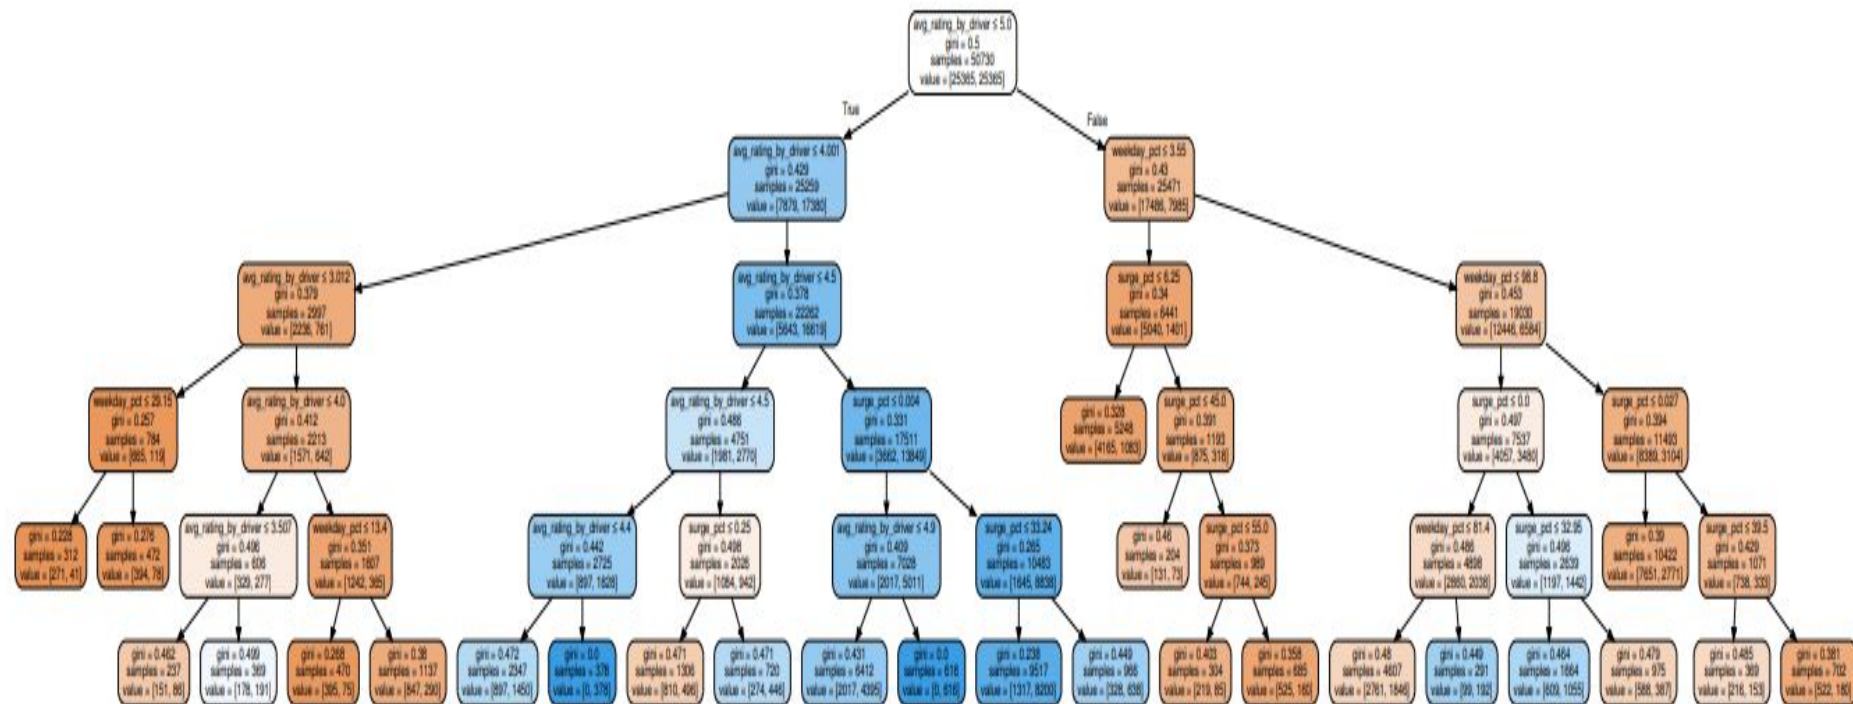 avg_rating_by_driver ≤ 5.0
gini = 0.5
samples = 50730
value = [25365, 25365]
True
False
avg_rating_by_driver ≤ 4.001
gini = 0.429
samples = 25259
value = [7879, 17380]
weekday_pct ≤ 3.55
gini = 0.43
samples = 25471
value = [17486, 7985]
avg_rating_by_driver ≤ 3.012
gini = 0.379
samples = 2997
value = [2236, 761]
avg_rating_by_driver ≤ 4.5
gini = 0.378
samples = 22262
value = [5643, 16619]
surge_pct ≤ 6.25
gini = 0.34
samples = 6441
value = [5040, 1401]
weekday_pct ≤ 98.8
gini = 0.453
samples = 19030
value = [12446, 6584]
weekday_pct ≤ 29.15
gini = 0.257
samples = 784
value = [665, 119]
avg_rating_by_driver ≤ 4.0
gini = 0.412
samples = 2213
value = [1571, 642]
avg_rating_by_driver ≤ 4.5
gini = 0.486
samples = 4751
value = [1981, 2770]
surge_pct ≤ 0.004
gini = 0.331
samples = 17511
value = [3662, 13849]
gini = 0.328
samples = 5248
value = [4165, 1083]
surge_pct ≤ 45.0
gini = 0.391
samples = 1193
value = [875, 318]
surge_pct ≤ 0.0
gini = 0.497
samples = 7537
value = [4057, 3480]
surge_pct ≤ 0.027
gini = 0.394
samples = 11493
value = [8389, 3104]
gini = 0.228
samples = 312
value = [271, 41]
gini = 0.276
samples = 472
value = [394, 78]
avg_rating_by_driver ≤ 3.507
gini = 0.496
samples = 606
value = [329, 277]
weekday_pct ≤ 13.4
gini = 0.351
samples = 1607
value = [1242, 365]
avg_rating_by_driver ≤ 4.4
gini = 0.442
samples = 2725
value = [897, 1828]
surge_pct ≤ 0.25
gini = 0.498
samples = 2026
value = [1084, 942]
avg_rating_by_driver ≤ 4.9
gini = 0.409
samples = 7028
value = [2017, 5011]
surge_pct ≤ 33.24
gini = 0.265
samples = 10483
value = [1645, 8838]
gini = 0.46
samples = 204
value = [131, 73]
surge_pct ≤ 55.0
gini = 0.373
samples = 989
value = [744, 245]
weekday_pct ≤ 81.4
gini = 0.486
samples = 4898
value = [2860, 2038]
surge_pct ≤ 32.95
gini = 0.496
samples = 2639
value = [1197, 1442]
gini = 0.39
samples = 10422
value = [7651, 2771]
surge_pct ≤ 39.5
gini = 0.429
samples = 1071
value = [738, 333]
gini = 0.462
samples = 237
value = [151, 86]
gini = 0.499
samples = 369
value = [178, 191]
gini = 0.268
samples = 470
value = [395, 75]
gini = 0.38
samples = 1137
value = [847, 290]
gini = 0.472
samples = 2347
value = [897, 1450]
gini = 0.0
samples = 378
value = [0, 378]
gini = 0.471
samples = 1306
value = [810, 496]
gini = 0.471
samples = 720
value = [274, 446]
gini = 0.431
samples = 6412
value = [2017, 4395]
gini = 0.0
samples = 616
value = [0, 616]
gini = 0.238
samples = 9517
value = [1317, 8200]
gini = 0.449
samples = 966
value = [328, 638]
gini = 0.403
samples = 304
value = [219, 85]
gini = 0.358
samples = 685
value = [525, 160]
gini = 0.48
samples = 4607
value = [2761, 1846]
gini = 0.449
samples = 291
value = [99, 192]
gini = 0.464
samples = 1664
value = [609, 1055]
gini = 0.479
samples = 975
value = [588, 387]
gini = 0.485
samples = 369
value = [216, 153]
gini = 0.381
samples = 702
value = [522, 180]